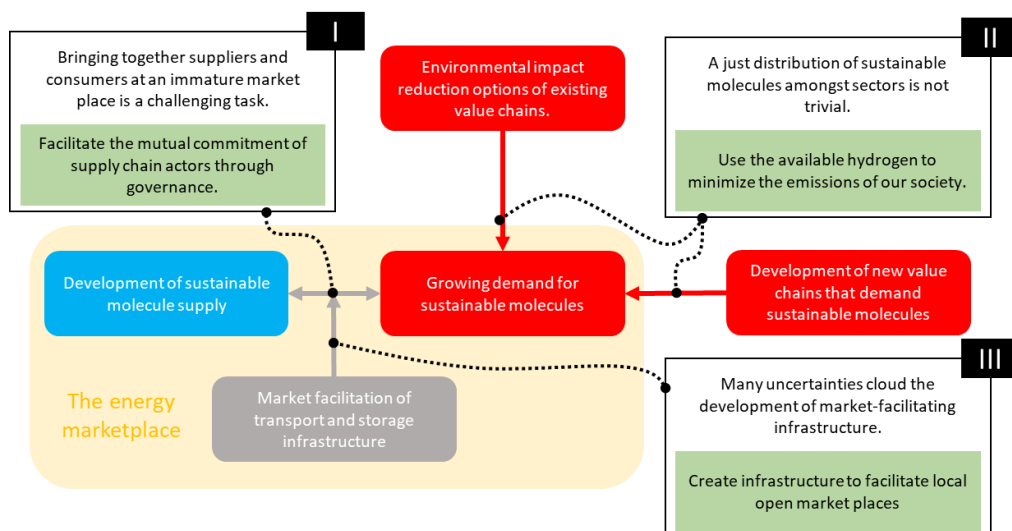 I
Bringing together suppliers and
consumers at an immature market
place is a challenging task.
Facilitate the mutual commitment of
supply chain actors through
governance.
Environmental impact
reduction options of existing
value chains.
II
A just distribution of sustainable
molecules amongst sectors is not
trivial.
Use the available hydrogen to
minimize the emissions of our society.
Development of sustainable
molecule supply
Growing demand for
sustainable molecules
Development of new value
chains that demand
sustainable molecules
The energy
marketplace
Market facilitation of
transport and storage
infrastructure
III
Many uncertainties cloud the
development of market-facilitating
infrastructure.
Create infrastructure to facilitate local
open market places